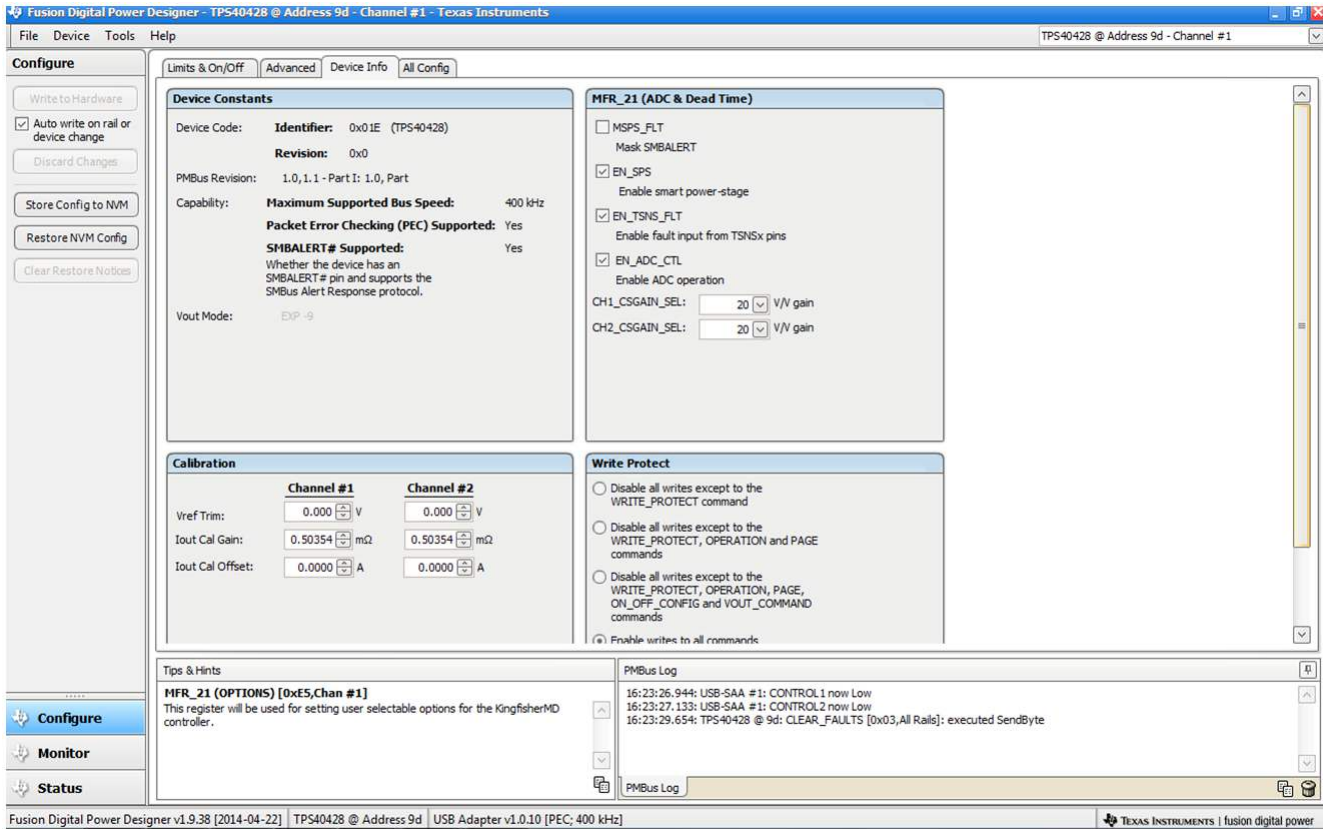 Fusion Digital Power Designer - TPS40428 @ Address 9d - Channel #1 - Texas Instruments
File Device Tools Help
TPS40428 @ Address 9d - Channel #1
Configure
Write to Hardware
Auto write on rail or
device change
Discard Changes
Store Config to NVM
Restore NVM Config
Clear Restore Notices
Limits & On/Off Advanced Device Info All Config
Device Constants
Device Code: Identifier: 0x01E (TPS40428)
Revision: 0x0
PMBus Revision: 1.0,1.1 - Part I: 1.0, Part
Capability: Maximum Supported Bus Speed: 400 kHz
Packet Error Checking (PEC) Supported: Yes
SMBALERT# Supported: Yes
Whether the device has an
SMBALERT# pin and supports the
SMBus Alert Response protocol.
Vout Mode: EXP -9
MFR_21 (ADC & Dead Time)
MSPS_FLT
Mask SMBALERT
EN_SPS
Enable smart power-stage
EN_TSNS_FLT
Enable fault input from TSNSx pins
EN_ADC_CTL
Enable ADC operation
CH1_CSGAIN_SEL: 20 V/V gain
CH2_CSGAIN_SEL: 20 V/V gain
Calibration
Channel #1 Channel #2
Vref Trim: 0.000 V 0.000 V
Iout Cal Gain: 0.50354 mΩ 0.50354 mΩ
Iout Cal Offset: 0.0000 A 0.0000 A
Write Protect
Disable all writes except to the
WRITE_PROTECT command
Disable all writes except to the
WRITE_PROTECT, OPERATION and PAGE
commands
Disable all writes except to the
WRITE_PROTECT, OPERATION, PAGE,
ON_OFF_CONFIG and VOUT_COMMAND
commands
Enable writes to all commands
Tips & Hints
MFR_21 (OPTIONS) [0xE5,Chan #1]
This register will be used for setting user selectable options for the KingfisherMD
controller.
PMBus Log
16:23:26.944: USB-SAA #1: CONTROL1 now Low
16:23:27.133: USB-SAA #1: CONTROL2 now Low
16:23:29.654: TPS40428 @ 9d: CLEAR_FAULTS [0x03,All Rails]: executed SendByte
PMBus Log
Configure
Monitor
Status
Fusion Digital Power Designer v1.9.38 [2014-04-22] TPS40428 @ Address 9d USB Adapter v1.0.10 [PEC; 400 kHz]
TEXAS INSTRUMENTS | fusion digital power